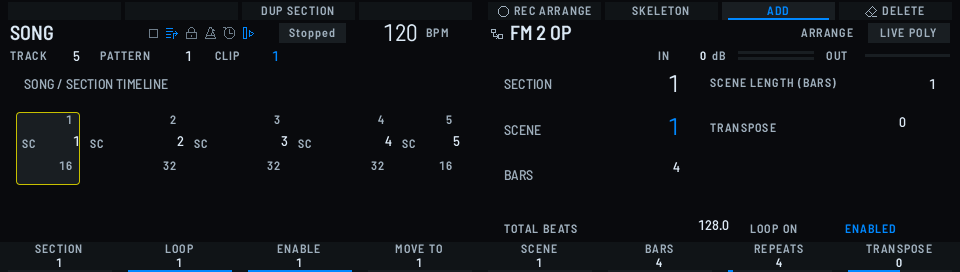 DUP SECTION REC ARRANGE SKELETON ADD DELETE
SONG Stopped 120 BPM FM 2 OP ARRANGE LIVE POLY
TRACK 5 PATTERN 1 CLIP 1 IN 0 dB OUT
SONG / SECTION TIMELINE SECTION 1 SCENE LENGTH (BARS) 1
1 2 3 4 5
SCENE 1 TRANSPOSE 0
SC 1 SC 2 SC 3 SC 4 SC 5
16 32 32 32 16
BARS 4
TOTAL BEATS 128.0 LOOP ON ENABLED
SECTION LOOP ENABLE MOVE TO SCENE BARS REPEATS TRANSPOSE
1 1 1 1 1 4 4 0